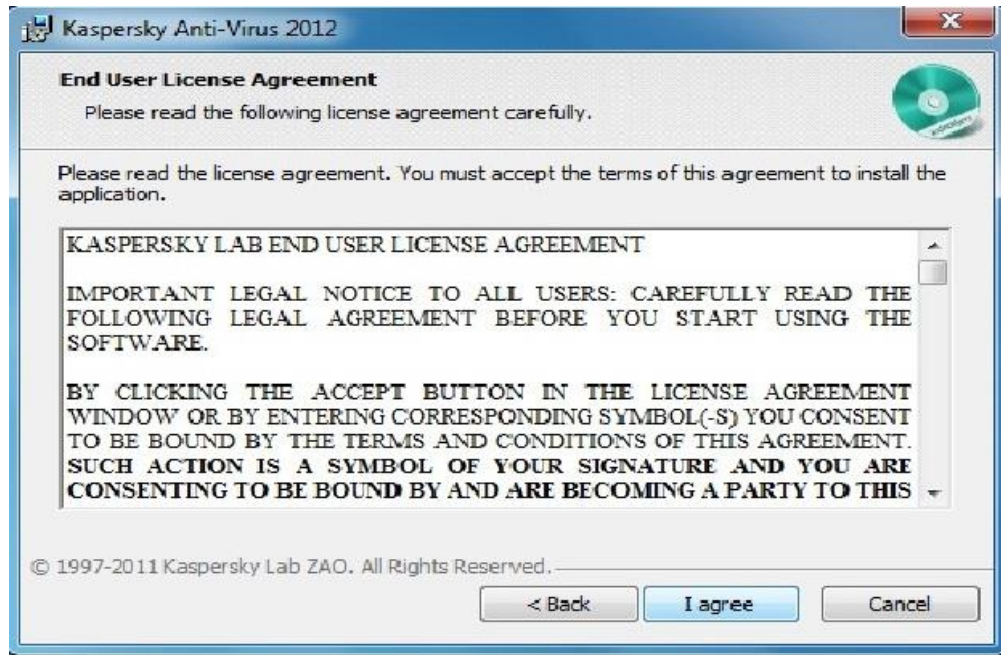 Kaspersky Anti-Virus 2012
End User License Agreement
Please read the following license agreement carefully.
Please read the license agreement. You must accept the terms of this agreement to install the
application.
KASPERSKY LAB END USER LICENSE AGREEMENT
IMPORTANT LEGAL NOTICE TO ALL USERS: CAREFULLY READ THE
FOLLOWING LEGAL AGREEMENT BEFORE YOU START USING THE
SOFTWARE.
BY CLICKING THE ACCEPT BUTTON IN THE LICENSE AGREEMENT
WINDOW OR BY ENTERING CORRESPONDING SYMBOL(-S) YOU CONSENT
TO BE BOUND BY THE TERMS AND CONDITIONS OF THIS AGREEMENT.
SUCH ACTION IS A SYMBOL OF YOUR SIGNATURE AND YOU ARE
CONSENTING TO BE BOUND BY AND ARE BECOMING A PARTY TO THIS
© 1997-2011 Kaspersky Lab ZAO. All Rights Reserved.
< Back
I agree
Cancel